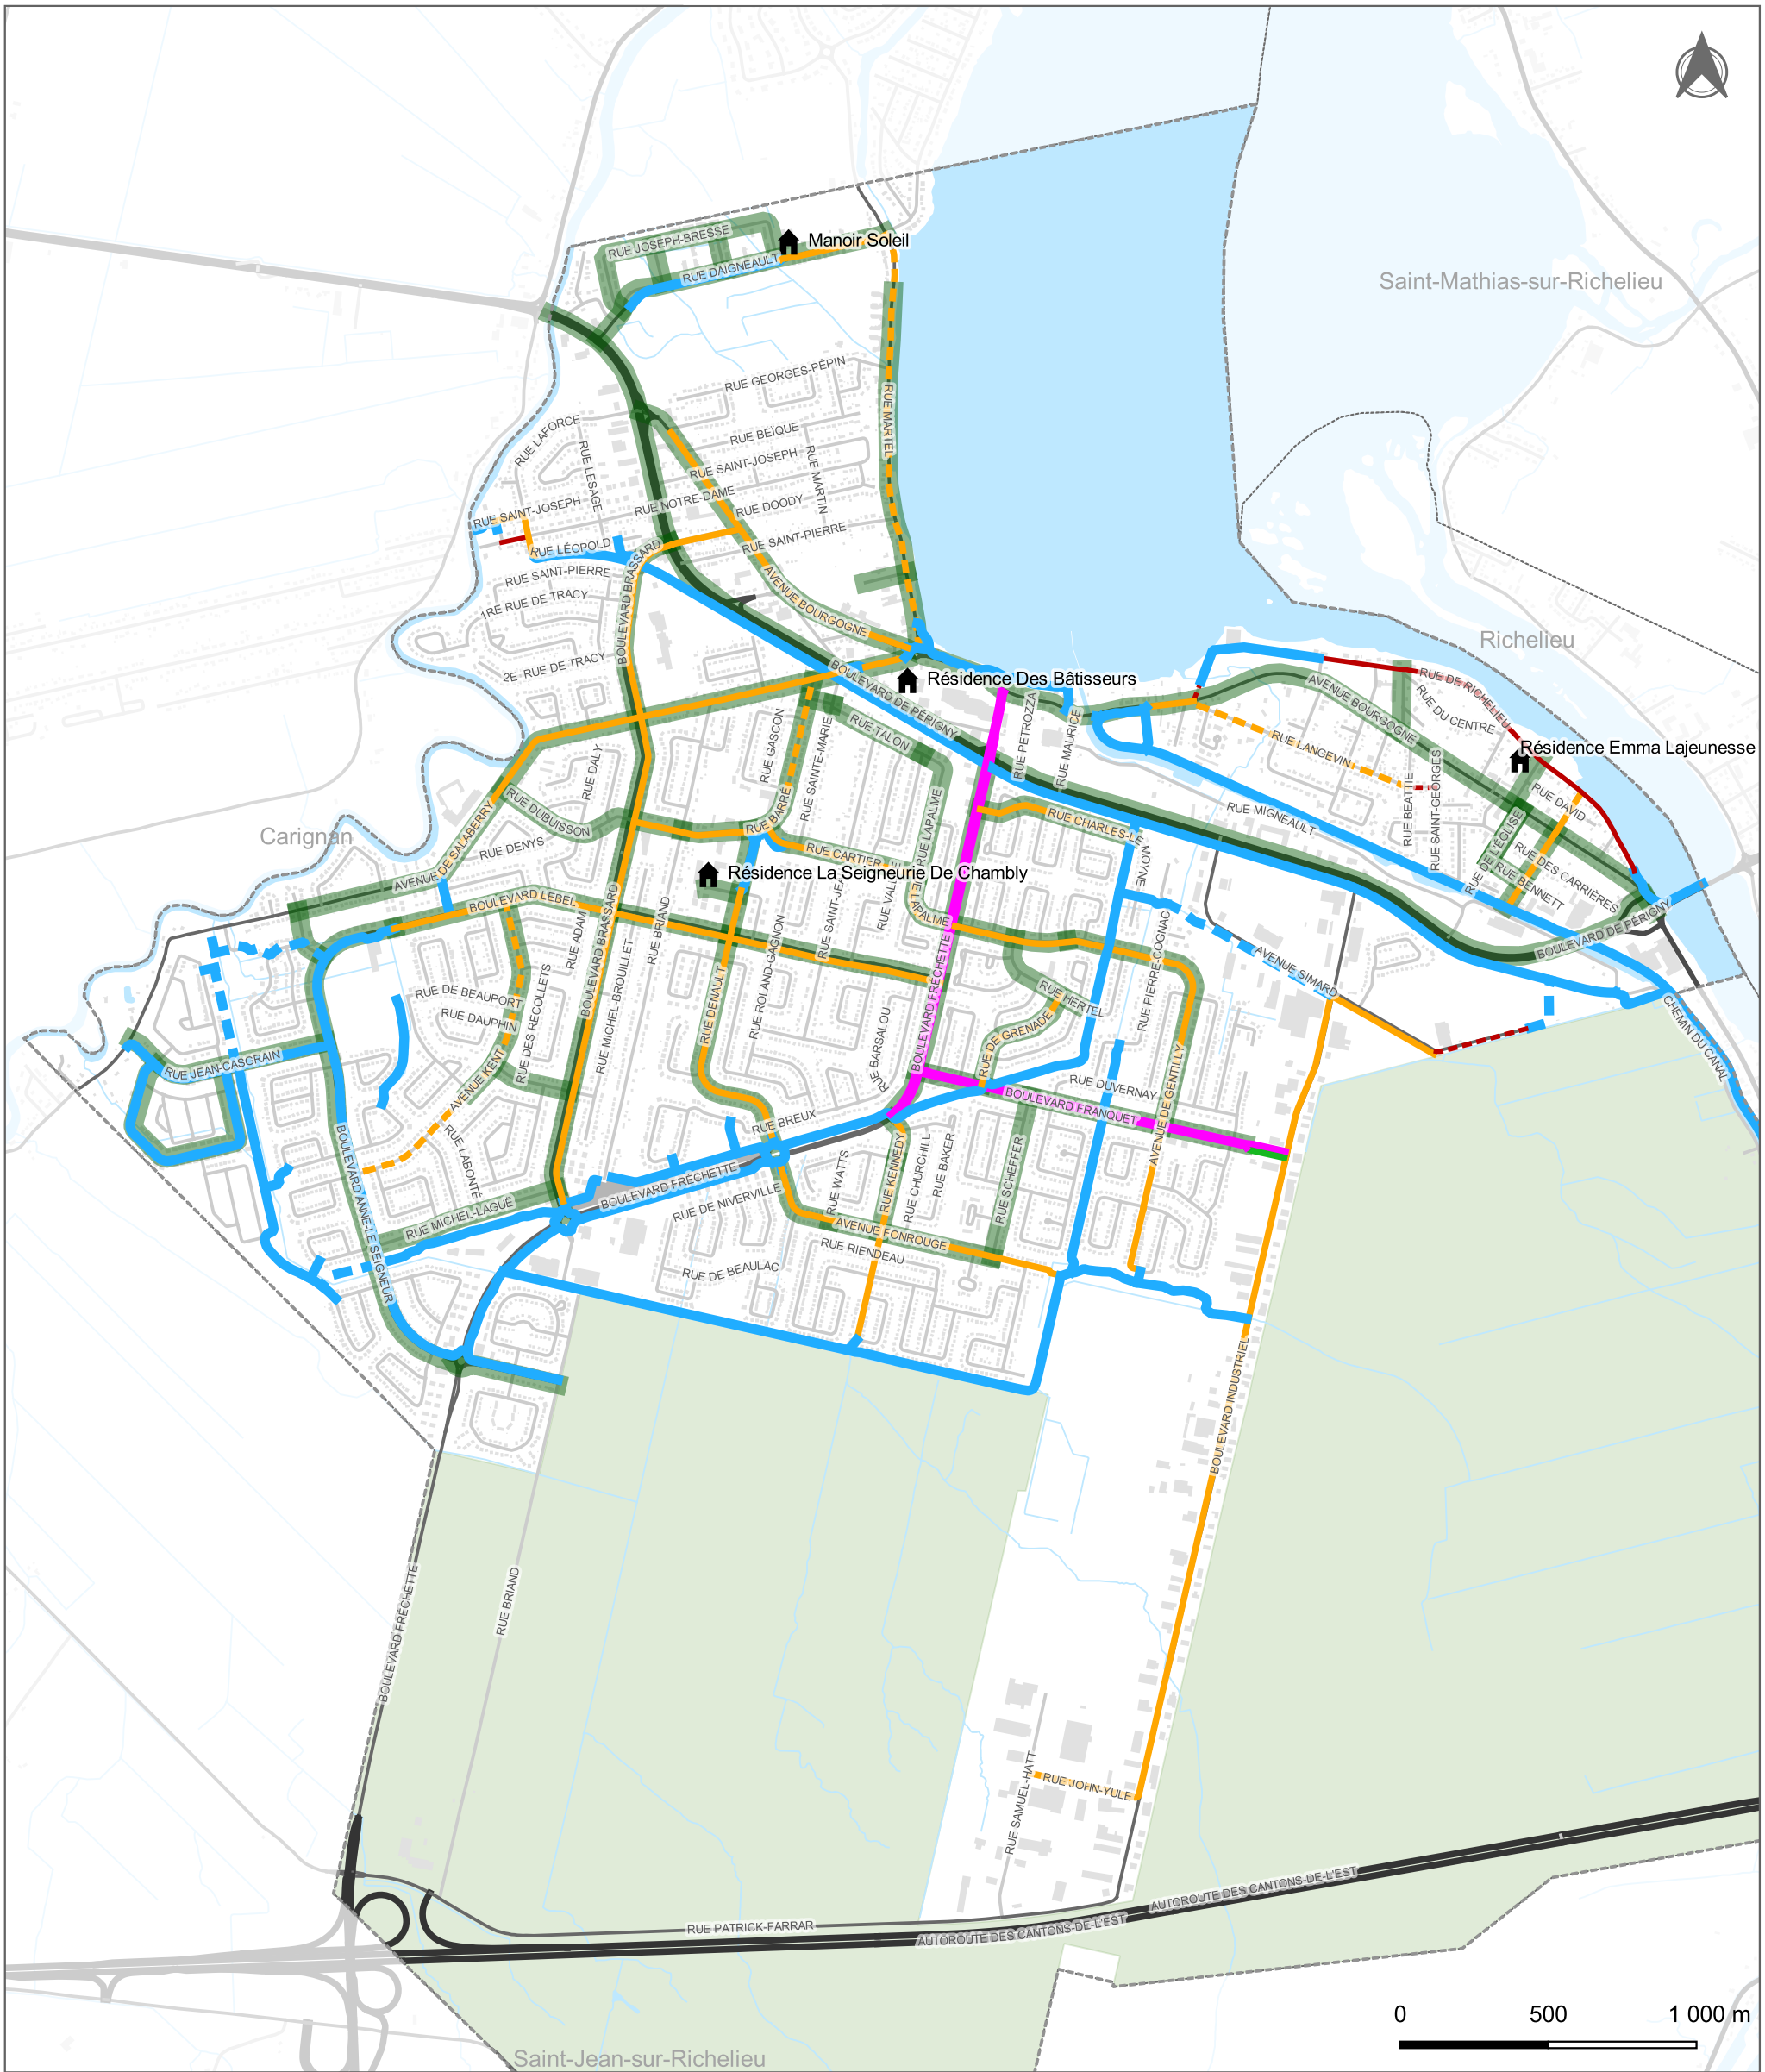 RUE JOSEPH-BRESSE
Manoir Soleil
RUE DAIGNEAULT
Saint-Mathias-sur-Richelieu
RUE GEORGES-PÉPIN
RUE MARTEL
RUE LAFORCE
RUE BÉÏQUE
RUE LESAGE
RUE SAINT-JOSEPH
RUE MARTIN
RUE NOTRE-DAME
RUE SAINT-JOSEPH
RUE DOODY
RUE LÉOPOLD
RUE SAINT-PIERRE
BOULEVARD BRASSARD
RUE SAINT-PIERRE
1RE RUE DE TRACY
AVENUE BOURGOGNE
Richelieu
2E RUE DE TRACY
Résidence Des Bâtisseurs
BOULEVARD DE PÉRIGNY
RUE DE RICHELIEU
AVENUE BOURGOGNE
RUE DU CENTRE
RUE PETROZZA
RUE MAURICE
RUE TALON
RUE GASCON
RUE SAINTE-MARIE
RUE LANGEVIN
Résidence Emma Lajeunesse
RUE DALY
RUE DUBUISSON
RUE BEATTIE
RUE SAINT-GEORGES
RUE DAVID
RUE MIGNEAULT
RUE BARRÉ
RUE LAPALME
RUE CHARLES-LE MOYNE
Carignan
RUE DENYS
AVENUE DE SALABERRY
RUE CARTIER
RUE DE L'ÉGLISE
RUE DES CARRIÈRES
RUE BENNETT
Résidence La Seigneurie De Chambly
BOULEVARD LEBEL
RUE ADAM
BOULEVARD BRASSARD
RUE BRIAND
RUE ROLAND-GAGNON
LAPALME
RUE PIERRE-COGNAC
BOULEVARD DE PÉRIGNY
AVENUE SIMARD
RUE DE BEAUPORT
RUE DAUPHIN
RUE DES RÉCOLLETS
RUE MICHEL-BROUILLET
RUE DENAULT
BOULEVARD FRÉCHETTE
RUE HERTEL
RUE DE GRENADE
CHEMIN DU CANAL
RUE JEAN-CASGRAIN
AVENUE KENT
RUE BARSALOU
RUE DUVERNAY
BOULEVARD FRANQUET
AVENUE DE GENTILLY
RUE BREUX
BOULEVARD ANNE-LE SEIGNEUR
RUE LABONTÉ
RUE WATTS
RUE KENNEDY
RUE CHURCHILL
RUE BAKER
RUE SCHEFFER
BOULEVARD FRÉCHETTE
RUE DE NIVERVILLE
RUE MICHEL-LAGUË
AVENUE FONROUGE
RUE RIENDEAU
RUE DE BEAULAC
BOULEVARD INDUSTRIEL
BOULEVARD FRÉCHETTE
RUE BRIAND
RUE SAMUEL-HATT
RUE JOHN-YULE
AUTOROUTE DES CANTONS-DE-L'EST
RUE PATRICK-FARRAR
AUTOROUTE DES CANTONS-DE-L'EST
0 500 1 000 m
Saint-Jean-sur-Richelieu